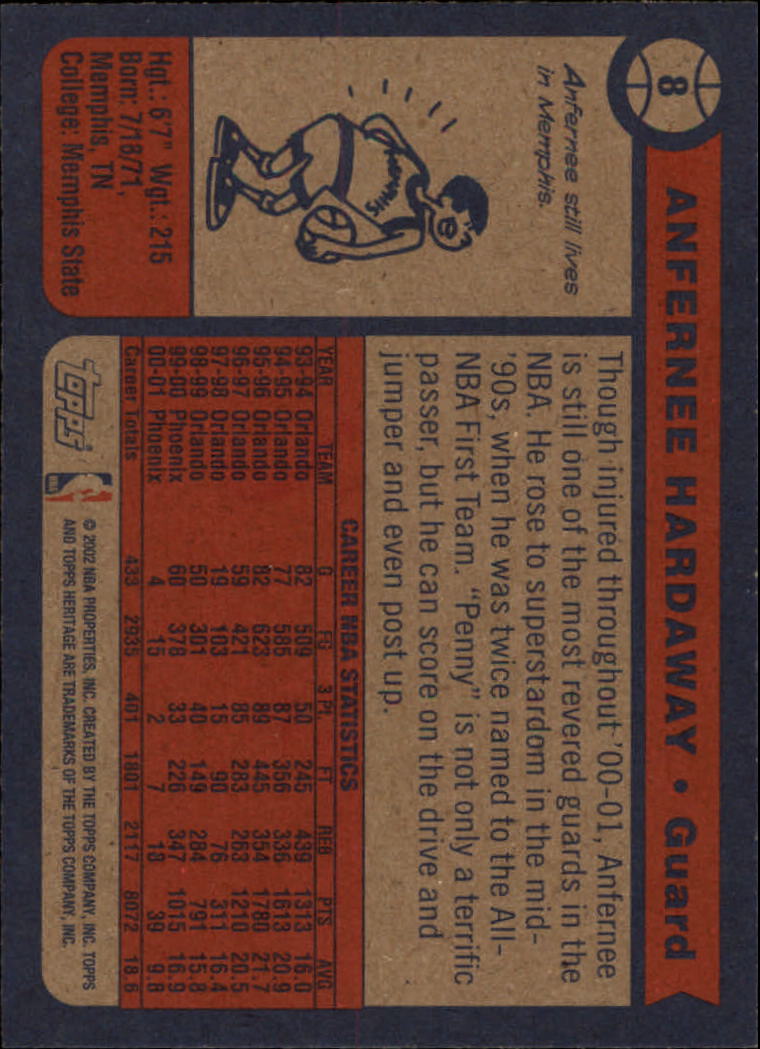 8
ANFERNEE HARDAWAY • Guard
Anfernee still lives
in Memphis.
Hgt.: 6'7" Wgt.: 215
Born: 7/18/71,
Memphis, TN
College: Memphis State
Though injured throughout '00-01, Anfernee
is still one of the most revered guards in the
NBA. He rose to superstardom in the mid-
'90s, when he was twice named to the All-
NBA First Team. "Penny" is not only a terrific
passer, but he can score on the drive and
jumper and even post up.
CAREER NBA STATISTICS
YEAR TEAM G FG 3 Pt. FT REB PTS AVG
93-94 Orlando 82 509 50 245 439 1313 16.0
94-95 Orlando 77 585 87 356 336 1613 20.9
95-96 Orlando 82 623 89 445 354 1780 21.7
96-97 Orlando 59 421 85 283 263 1210 20.5
97-98 Orlando 19 103 15 90 76 311 16.4
98-99 Orlando 50 301 40 149 284 791 15.8
99-00 Phoenix 60 378 33 226 347 1015 16.9
00-01 Phoenix 4 15 2 7 18 39 9.8
Career Totals 433 2935 401 1801 2117 8072 18.6
topps
© 2002 NBA PROPERTIES, INC. CREATED BY THE TOPPS COMPANY, INC. TOPPS
AND TOPPS HERITAGE ARE TRADEMARKS OF THE TOPPS COMPANY, INC.